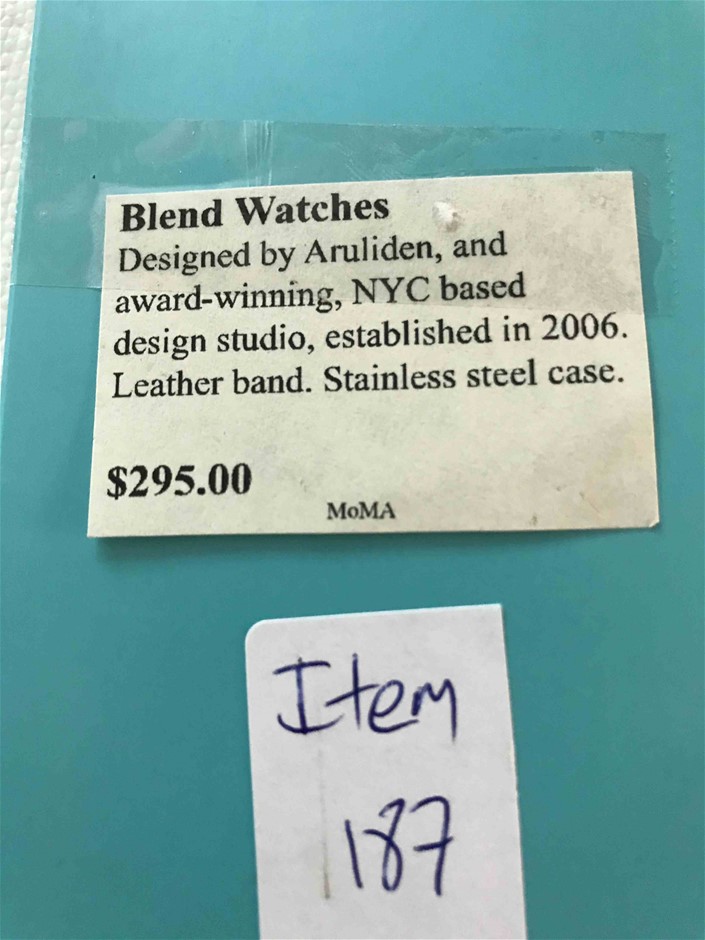 Blend Watches
Designed by Aruliden, and
award-winning, NYC based
design studio, established in 2006.
Leather band. Stainless steel case.
$295.00
MoMA
Item
187